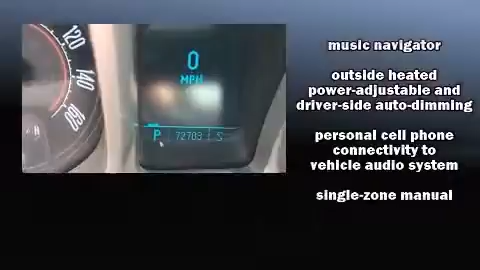 120
140
160
0
MPH
P 72703 S
music navigator
outside heated
power-adjustable and
driver-side auto-dimming
personal cell phone
connectivity to
vehicle audio system
single-zone manual